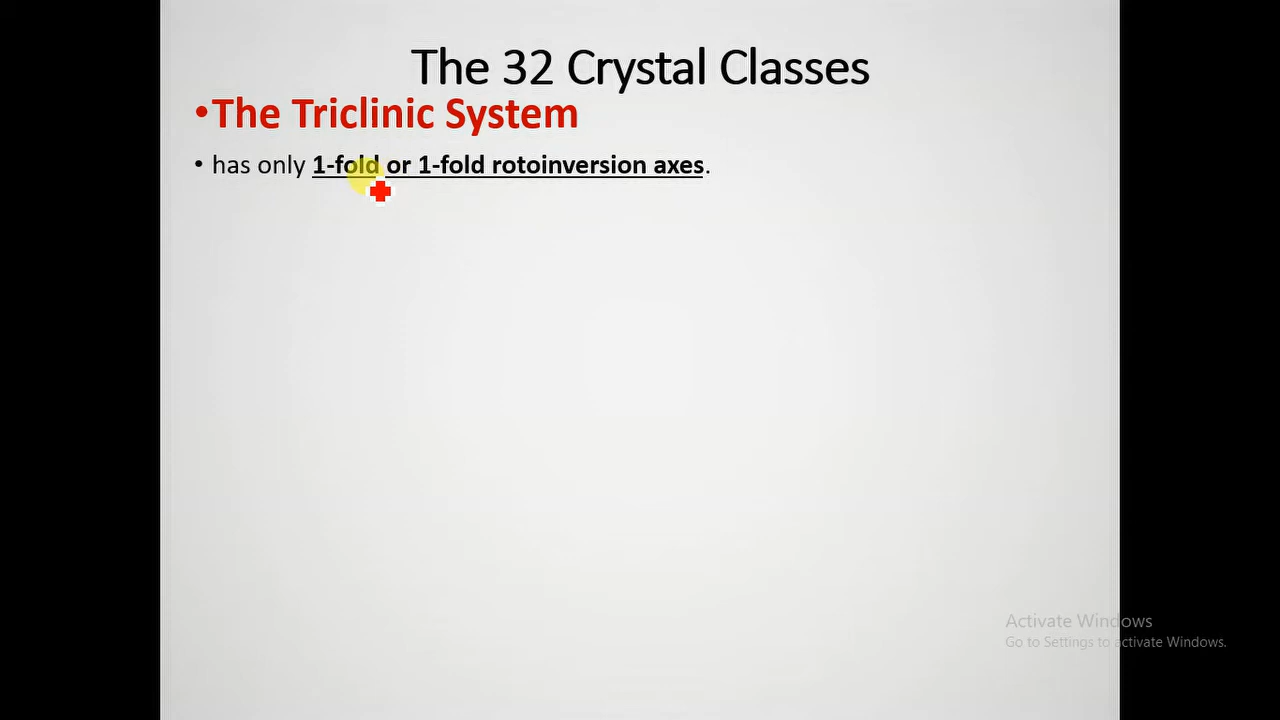 The 32 Crystal Classes
•The Triclinic System
• has only 1-fold or 1-fold rotoinversion axes.
Activate Windows
Go to Settings to activate Windows.